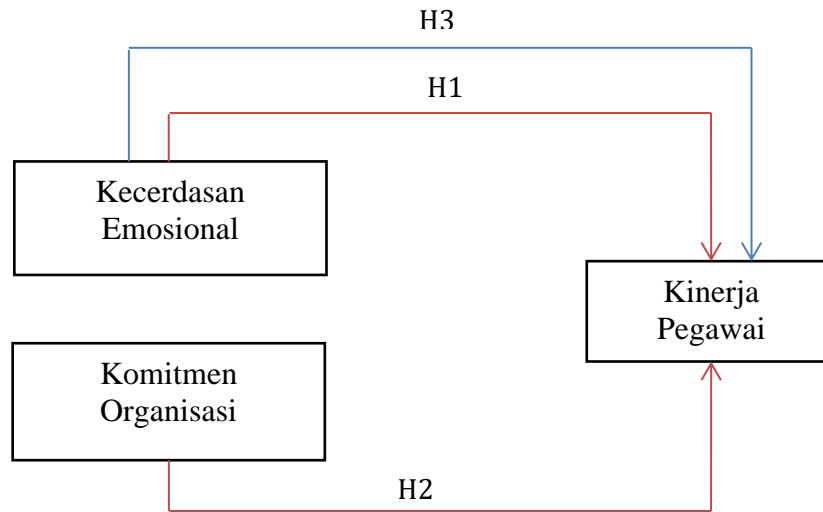 H3
H1
Kecerdasan
Emosional
Kinerja
Pegawai
Komitmen
Organisasi
H2